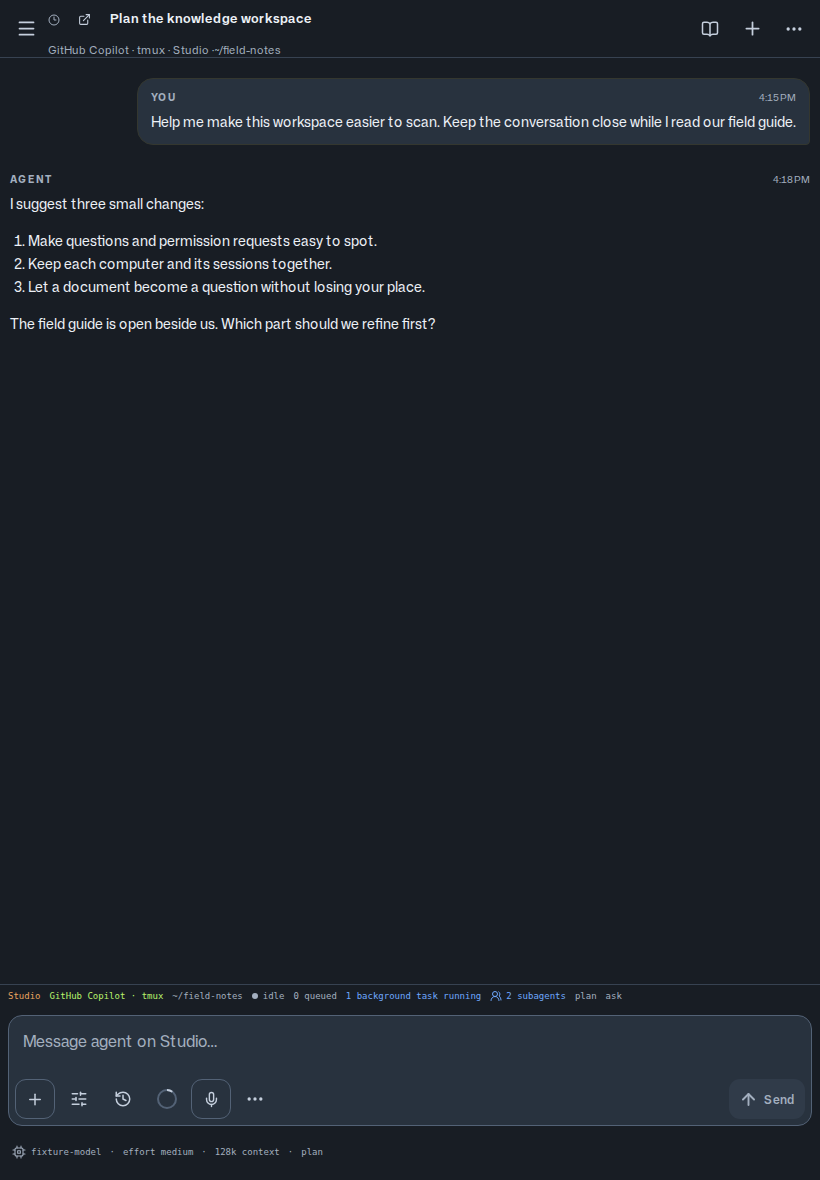 Plan the knowledge workspace
GitHub Copilot · tmux · Studio ·~/field-notes
YOU 4:15PM
Help me make this workspace easier to scan. Keep the conversation close while I read our field guide.
AGENT 4:18PM
I suggest three small changes:
1. Make questions and permission requests easy to spot.
2. Keep each computer and its sessions together.
3. Let a document become a question without losing your place.
The field guide is open beside us. Which part should we refine first?
Studio GitHub Copilot · tmux ~/field-notes idle 0 queued 1 background task running 2 subagents plan ask
Message agent on Studio...
Send
fixture-model · effort medium · 128k context · plan